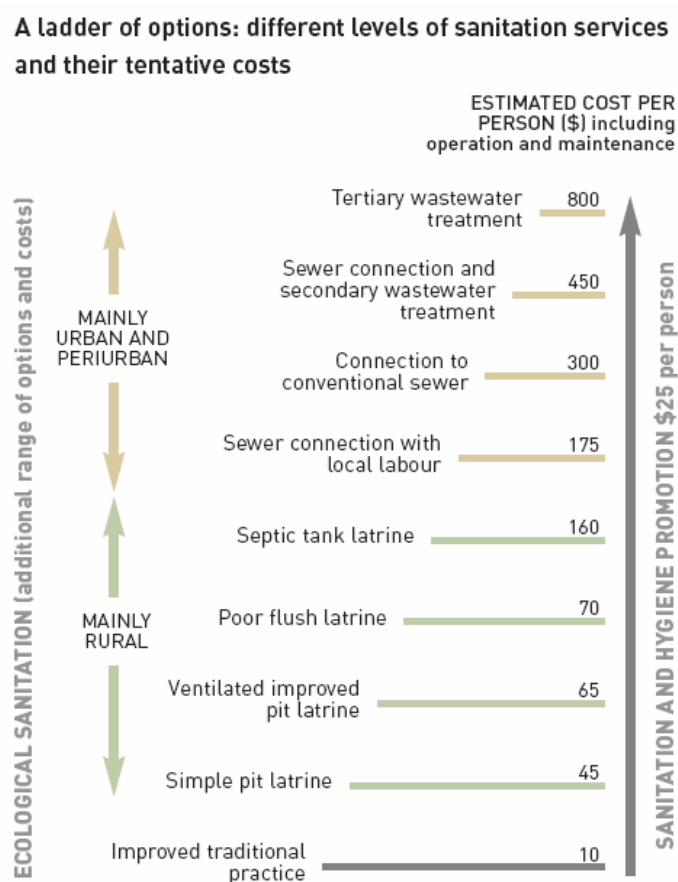 A ladder of options: different levels of sanitation services
and their tentative costs
ESTIMATED COST PER
PERSON ($) including
operation and maintenance
ECOLOGICAL SANITATION (additional range of options and costs)
MAINLY
URBAN AND
PERIURBAN
MAINLY
RURAL
Tertiary wastewater
treatment
800
Sewer connection and
secondary wastewater
treatment
450
Connection to
conventional sewer
300
Sewer connection with
local labour
175
Septic tank latrine
160
Poor flush latrine
70
Ventilated improved
pit latrine
65
Simple pit latrine
45
Improved traditional
practice
10
SANITATION AND HYGIENE PROMOTION $25 per person